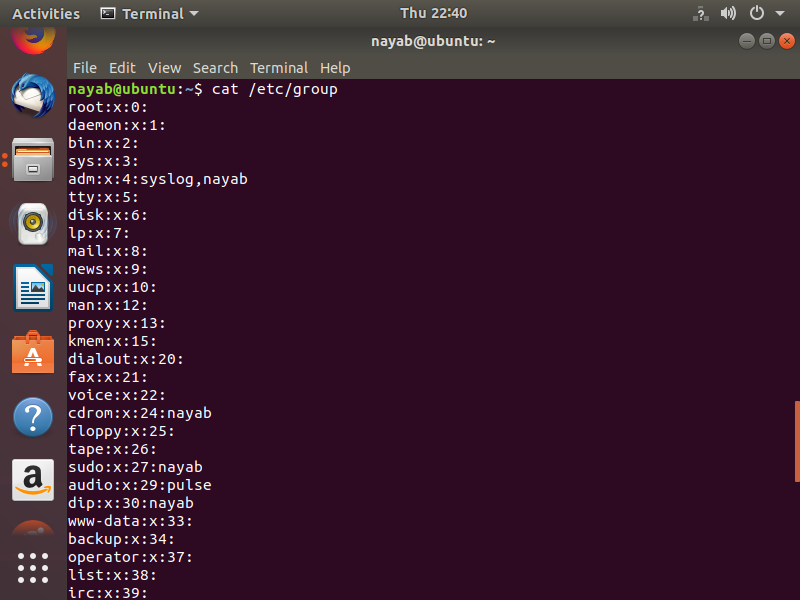 Activities Terminal Thu 22:40
nayab@ubuntu: ~
File Edit View Search Terminal Help
nayab@ubuntu:~$ cat /etc/group
root:x:0:
daemon:x:1:
bin:x:2:
sys:x:3:
adm:x:4:syslog,nayab
tty:x:5:
disk:x:6:
lp:x:7:
mail:x:8:
news:x:9:
uucp:x:10:
man:x:12:
proxy:x:13:
kmem:x:15:
dialout:x:20:
fax:x:21:
voice:x:22:
cdrom:x:24:nayab
floppy:x:25:
tape:x:26:
sudo:x:27:nayab
audio:x:29:pulse
dip:x:30:nayab
www-data:x:33:
backup:x:34:
operator:x:37:
list:x:38:
irc:x:39: